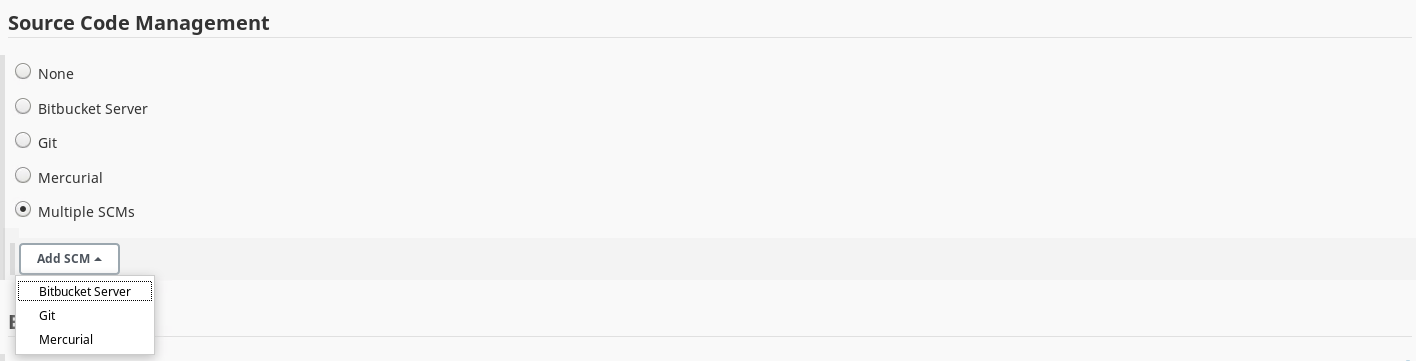 Source Code Management
None
Bitbucket Server
Git
Mercurial
Multiple SCMs
Add SCM
Bitbucket Server
Git
Mercurial